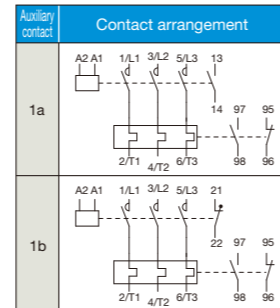 Auxiliary contact
Contact arrangement
1a
A2 A1 1/L1 3/L2 5/L3 13
14 97 95
2/T1 4/T2 6/T3 98 96
1b
A2 A1 1/L1 3/L2 5/L3 21
22 97 95
2/T1 4/T2 6/T3 98 96